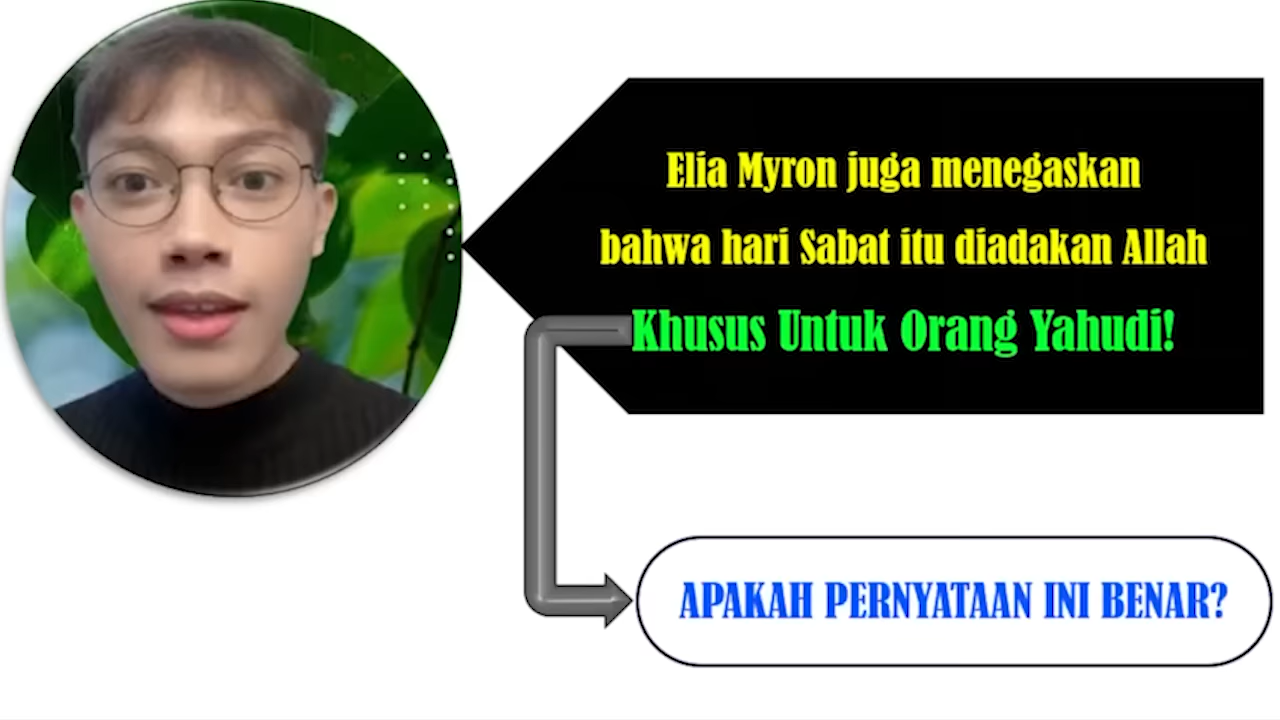 Elia Myron juga menegaskan
bahwa hari Sabat itu diadakan Allah
Khusus Untuk Orang Yahudi!
APAKAH PERNYATAAN INI BENAR?